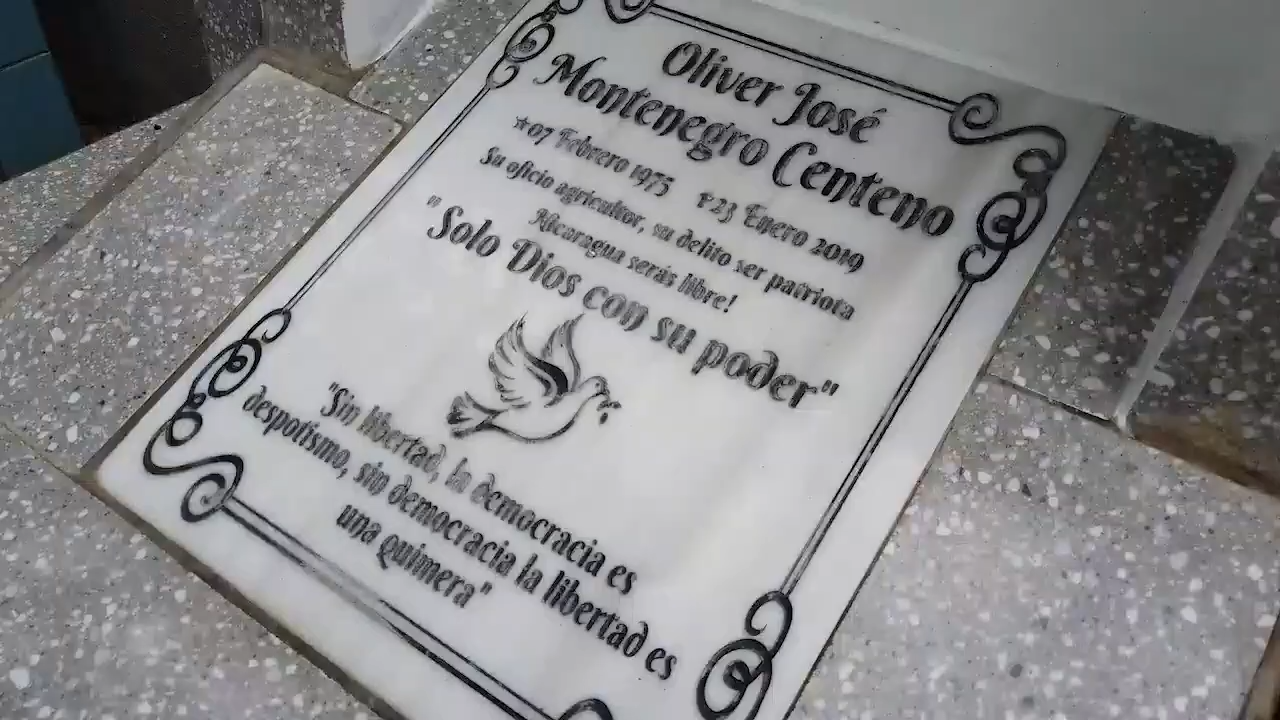 Oliver José
Montenegro Centeno
☆07 Febrero 1975 ✝23 Enero 2019
Su oficio agricultor, su delito ser patriota
Nicaragua serás libre!
"Solo Dios con su poder"
"Sin libertad, la democracia es
despotismo, sin democracia la libertad es
una quimera"